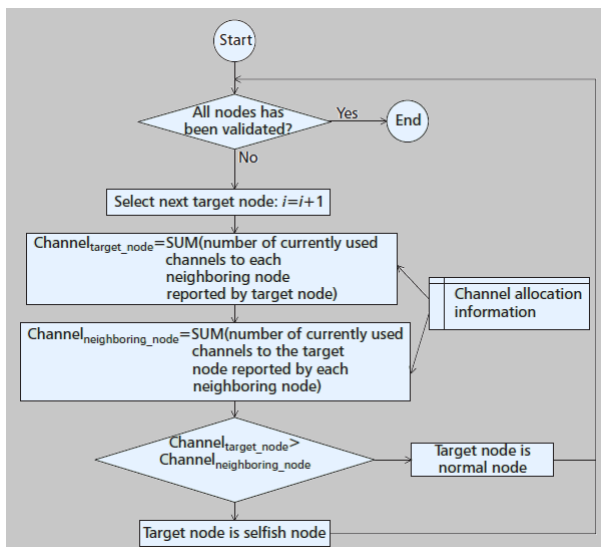 Start
All nodes has
been validated?
Yes
End
No
Select next target node: i=i+1
Channeltarget_node=SUM(number of currently used
channels to each
neighboring node
reported by target node)
Channel allocation
information
Channelneighboring_node=SUM(number of currently used
channels to the target
node reported by each
neighboring node)
Channeltarget_node>
Channelneighboring_node
Target node is
normal node
Target node is selfish node